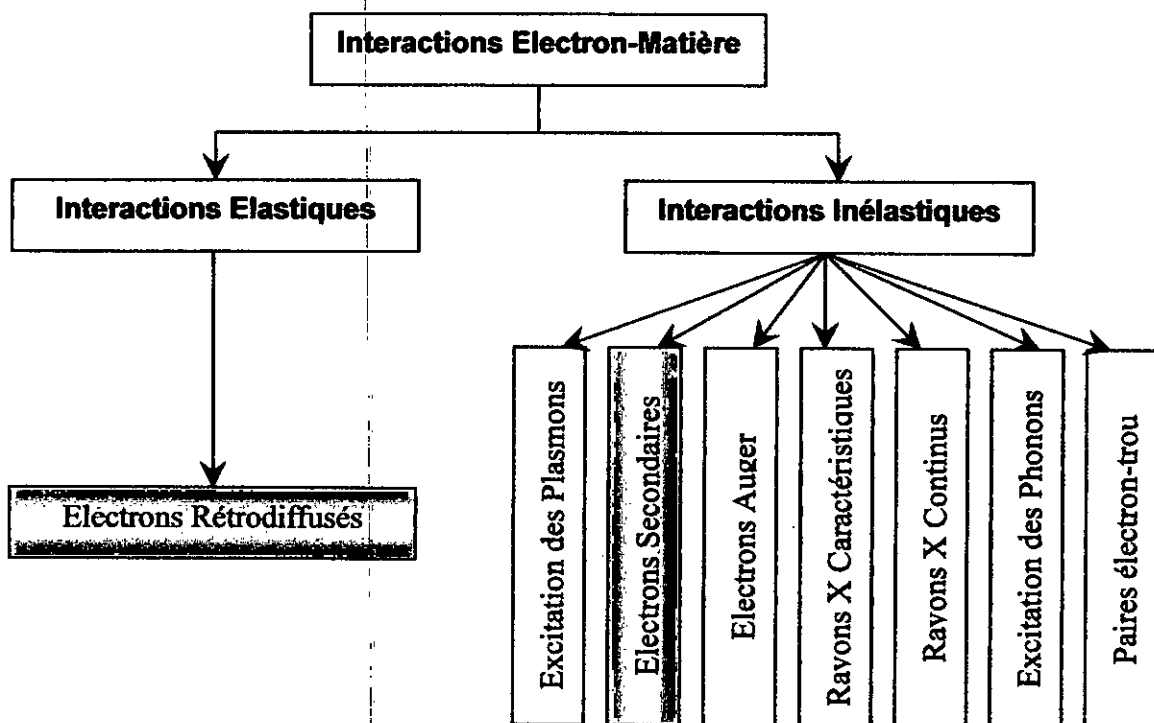 Interactions Electron-Matière
Interactions Elastiques
Interactions Inélastiques
Electrons Rétrodiffusés
Excitation des Plasmons
Electrons Secondaires
Electrons Auger
Rayons X Caractéristiques
Rayons X Continus
Excitation des Phonons
Paires électron-trou